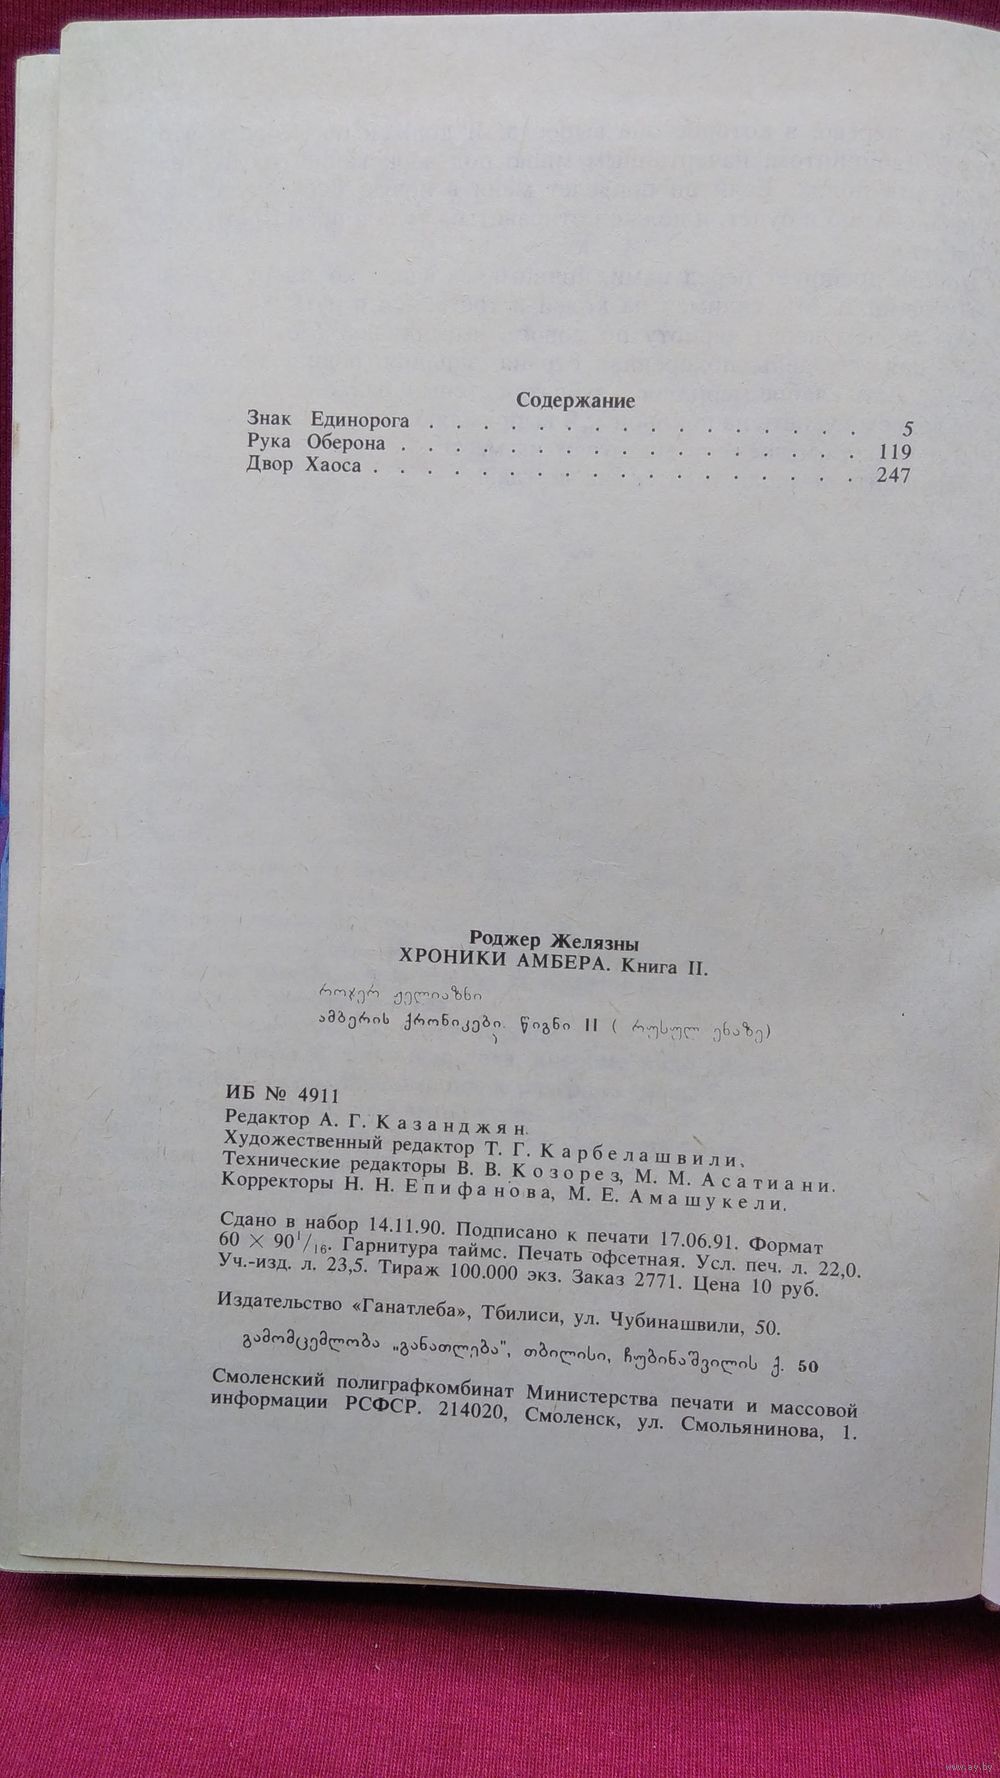 Содержание
Знак Единорога . . . . . . . . . . . . . . . . 5
Рука Оберона . . . . . . . . . . . . . . . . . 119
Двор Хаоса . . . . . . . . . . . . . . . . . . 247
Роджер Желязны
ХРОНИКИ АМБЕРА. Книга II.
როჯერ ჟელიაზნი
ამბერის ქრონიკები, წიგნი II ( რუსულ ენაზე)
ИБ № 4911
Редактор А. Г. Казанджян.
Художественный редактор Т. Г. Карбелашвили.
Технические редакторы В. В. Козорез, М. М. Асатиани.
Корректоры Н. Н. Епифанова, М. Е. Амашукели.
Сдано в набор 14.11.90. Подписано к печати 17.06.91. Формат
60 × 90 1/16. Гарнитура таймс. Печать офсетная. Усл. печ. л. 22,0.
Уч.-изд. л. 23,5. Тираж 100.000 экз. Заказ 2771. Цена 10 руб.
Издательство «Ганатлеба», Тбилиси, ул. Чубинашвили, 50.
გამომცემლობა „განათლება", თბილისი, ჩუბინაშვილის ქ. 50
Смоленский полиграфкомбинат Министерства печати и массовой
информации РСФСР. 214020, Смоленск, ул. Смольянинова, 1.
www.ay.by